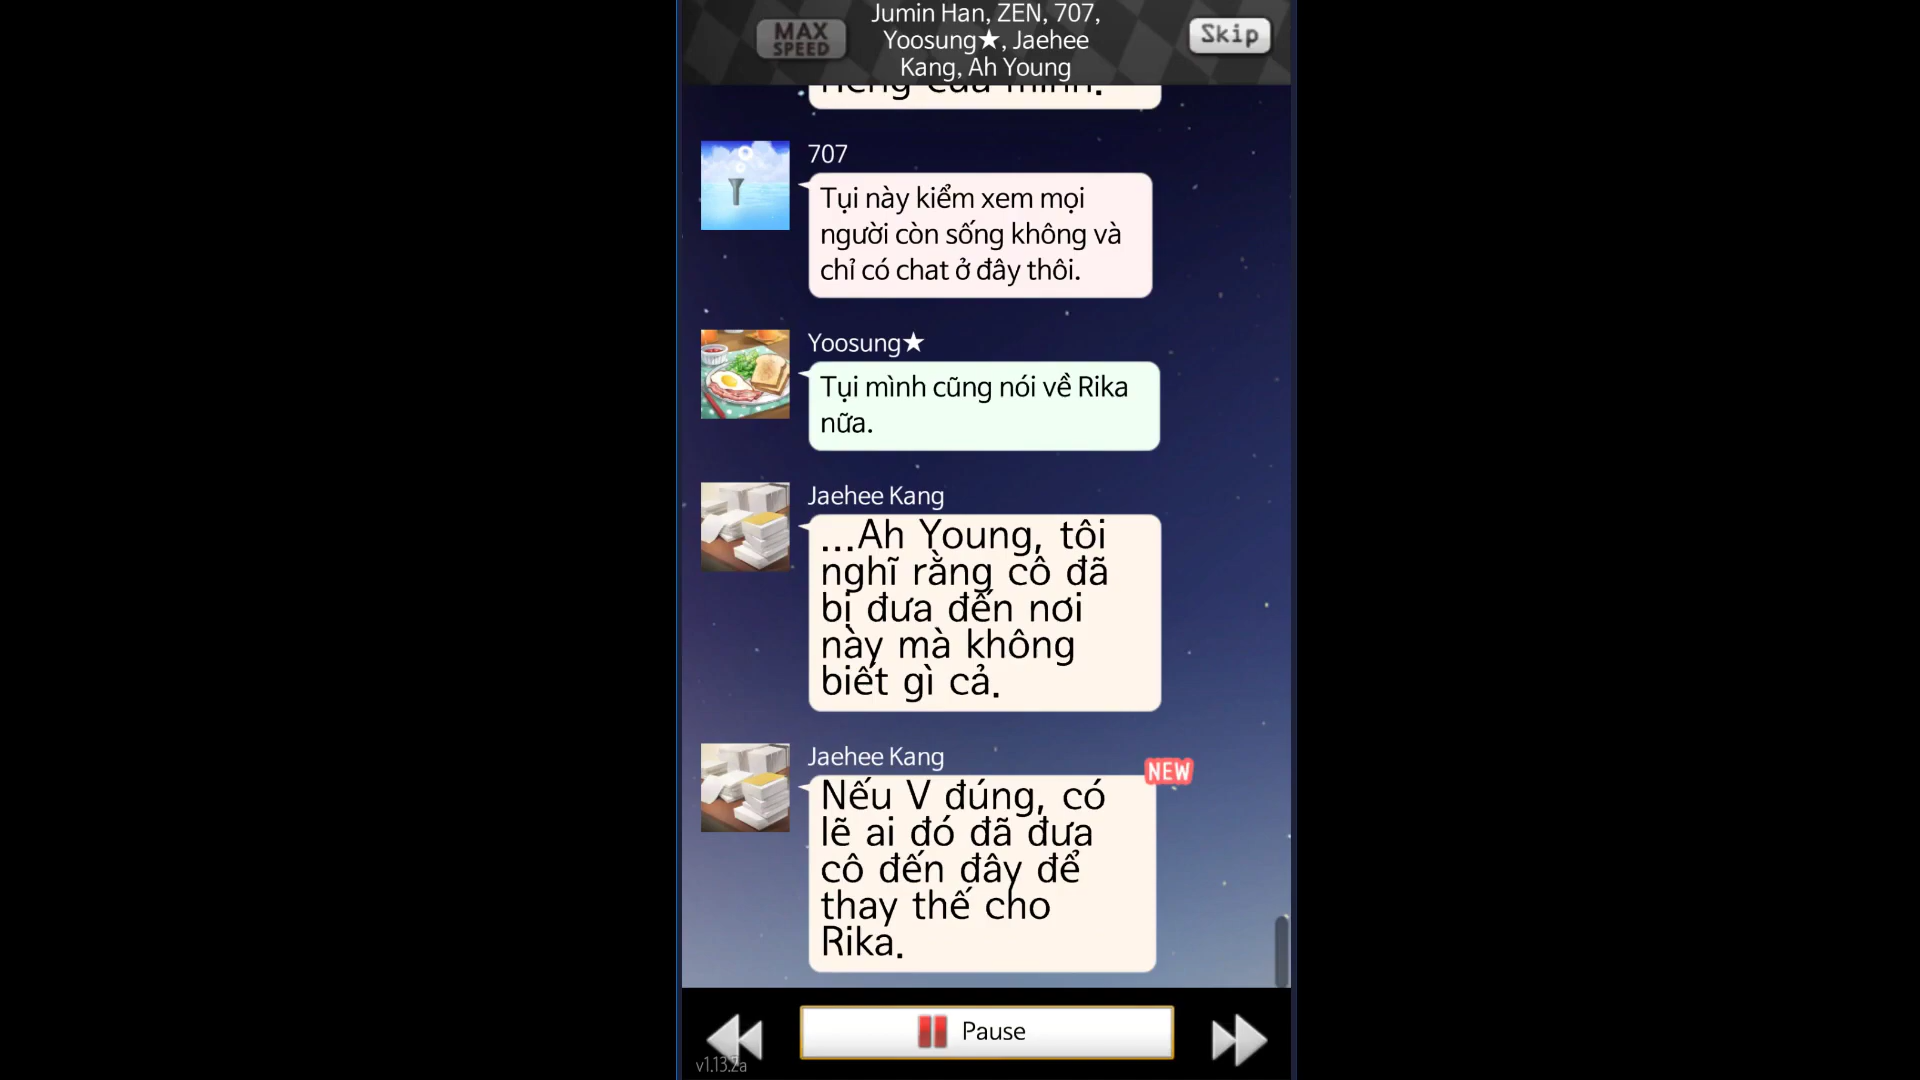 MAX
SPEED
Jumin Han, ZEN, 707,
Yoosung★, Jaehee
Kang, Ah Young
Skip
riêng của mình.
707
Tụi này kiểm xem mọi
người còn sống không và
chỉ có chat ở đây thôi.
Yoosung★
Tụi mình cũng nói về Rika
nữa.
Jaehee Kang
...Ah Young, tôi
nghĩ rằng cô đã
bị đưa đến nơi
này mà không
biết gì cả.
Jaehee Kang
NEW
Nếu V đúng, có
lẽ ai đó đã đưa
cô đến đây để
thay thế cho
Rika.
Pause
v1.13.2a